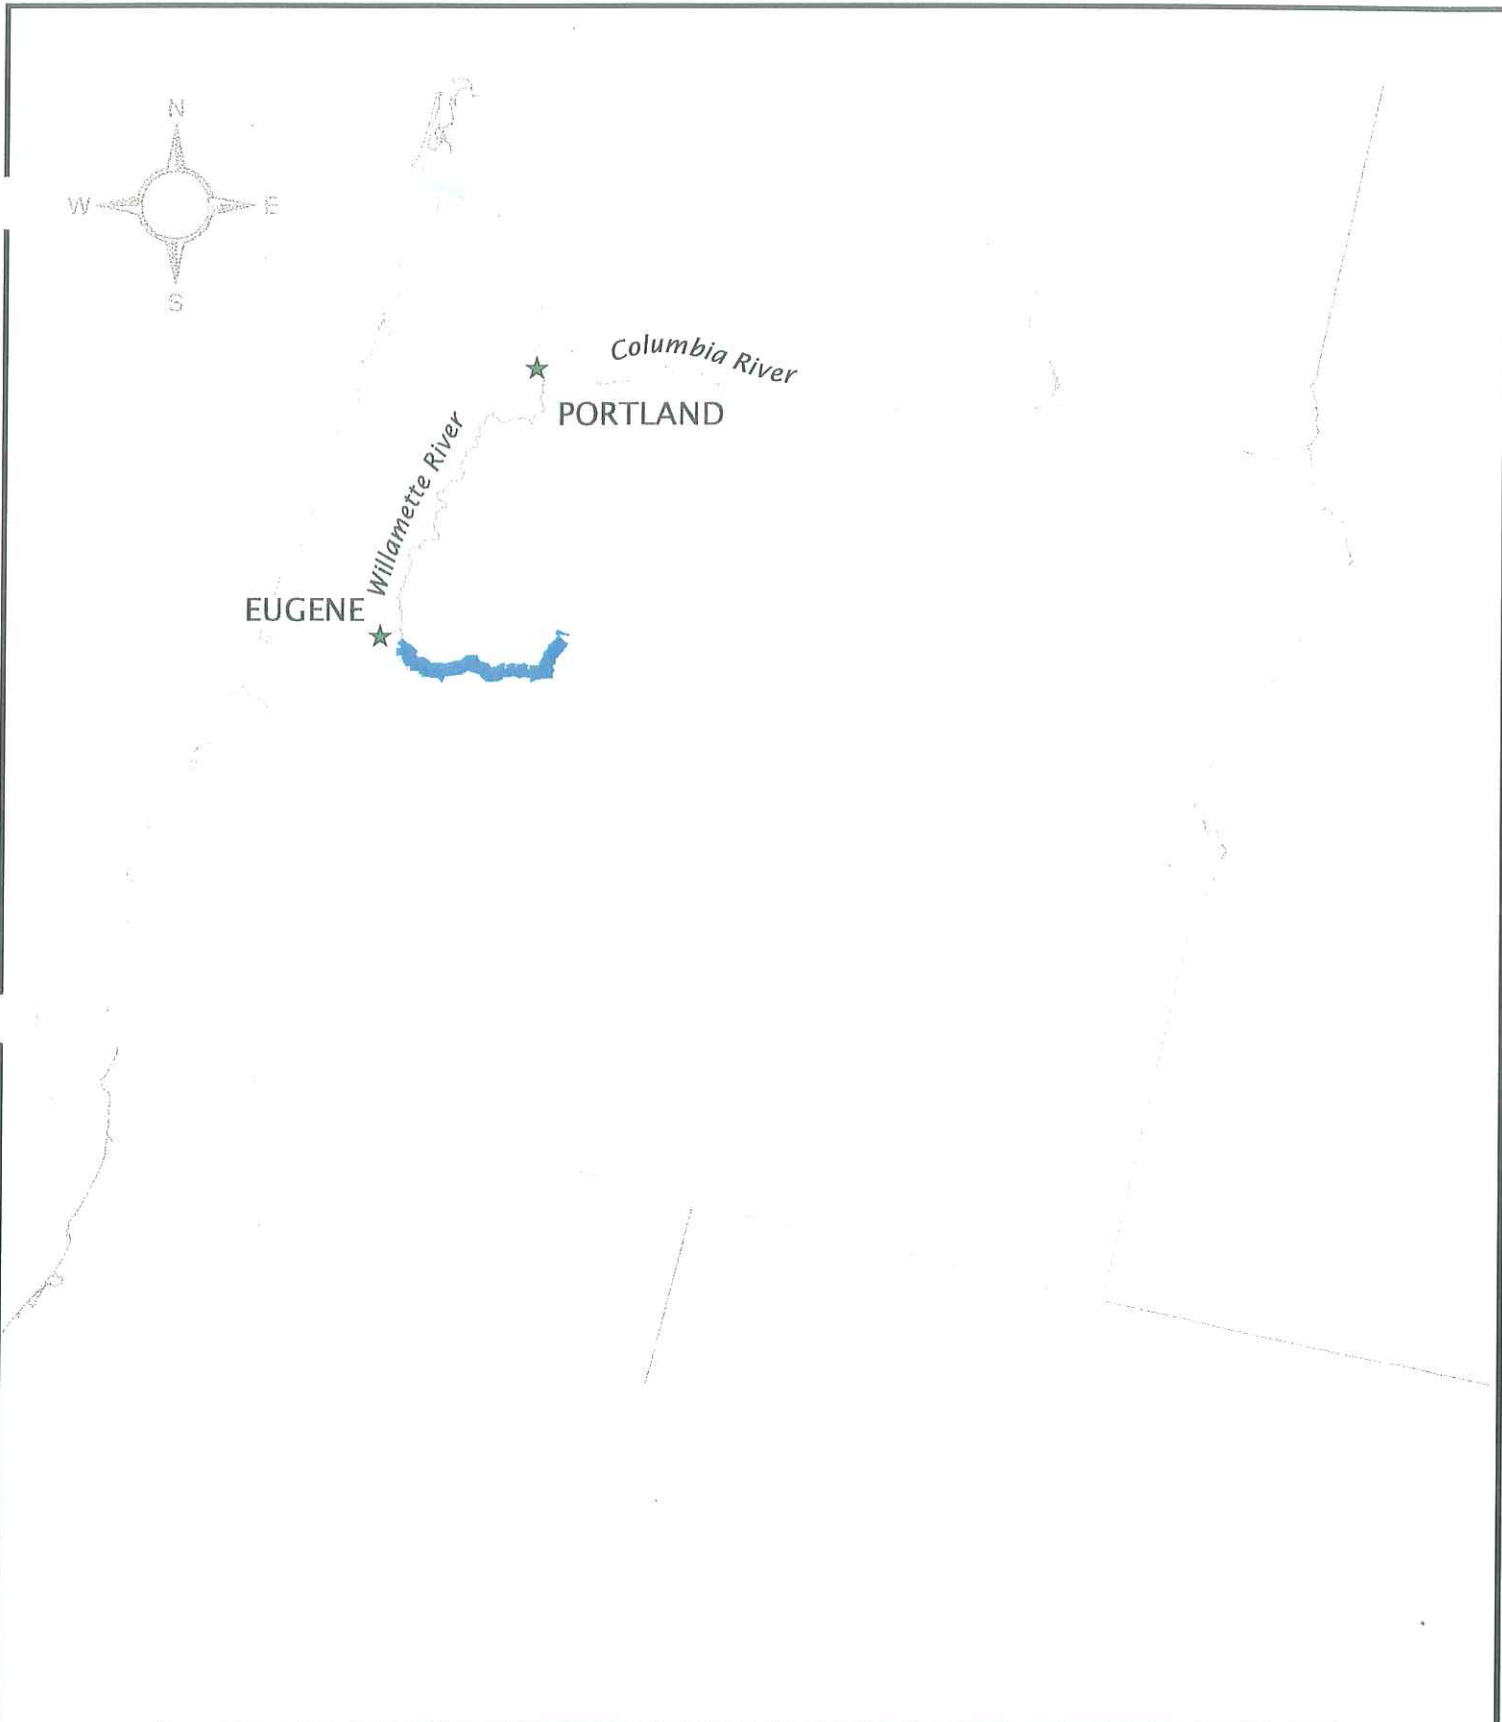 N
W E
S
Columbia River
PORTLAND
Willamette River
EUGENE